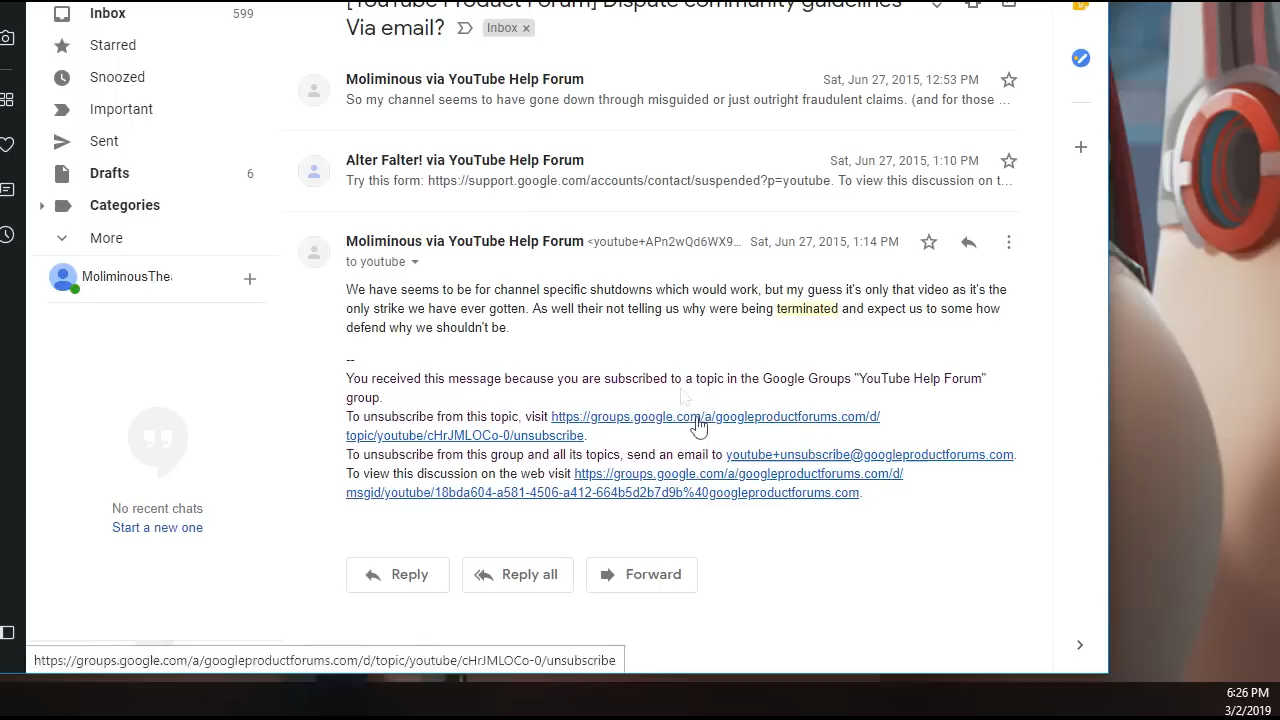 Inbox 599
[YouTube Product Forum] Dispute community guidelines
Via email? Inbox ×
Starred
Snoozed
Important
Sent
Drafts 6
Categories
More
MoliminousThea
Moliminous via YouTube Help Forum Sat, Jun 27, 2015, 12:53 PM
So my channel seems to have gone down through misguided or just outright fraudulent claims. (and for those …
Alter Falter! via YouTube Help Forum Sat, Jun 27, 2015, 1:10 PM
Try this form: https://support.google.com/accounts/contact/suspended?p=youtube. To view this discussion on t…
Moliminous via YouTube Help Forum <youtube+APn2wQd6WX9… Sat, Jun 27, 2015, 1:14 PM
to youtube
We have seems to be for channel specific shutdowns which would work, but my guess it's only that video as it's the
only strike we have ever gotten. As well their not telling us why were being terminated and expect us to some how
defend why we shouldn't be.
--
You received this message because you are subscribed to a topic in the Google Groups "YouTube Help Forum"
group.
To unsubscribe from this topic, visit https://groups.google.com/a/googleproductforums.com/d/
topic/youtube/cHrJMLOCo-0/unsubscribe.
To unsubscribe from this group and all its topics, send an email to youtube+unsubscribe@googleproductforums.com.
To view this discussion on the web visit https://groups.google.com/a/googleproductforums.com/d/
msgid/youtube/18bda604-a581-4506-a412-664b5d2b7d9b%40googleproductforums.com.
No recent chats
Start a new one
Reply
Reply all
Forward
https://groups.google.com/a/googleproductforums.com/d/topic/youtube/cHrJMLOCo-0/unsubscribe
6:26 PM
3/2/2019